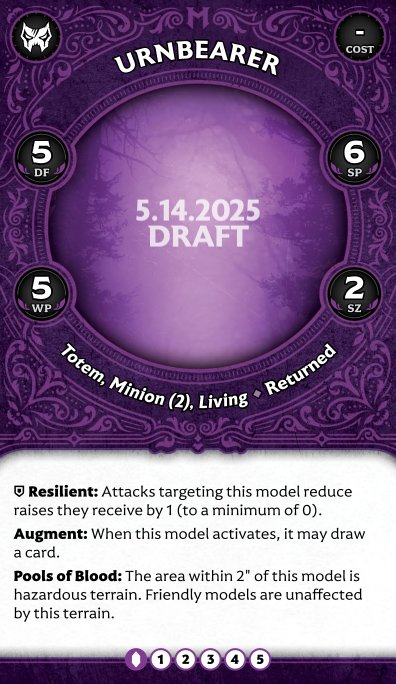 URNBEARER
-
COST
5
DF
6
SP
5.14.2025
DRAFT
5
WP
2
SZ
Totem, Minion (2), Living ◆ Returned
Resilient: Attacks targeting this model reduce
raises they receive by 1 (to a minimum of 0).
Augment: When this model activates, it may draw
a card.
Pools of Blood: The area within 2" of this model is
hazardous terrain. Friendly models are unaffected
by this terrain.
1 2 3 4 5